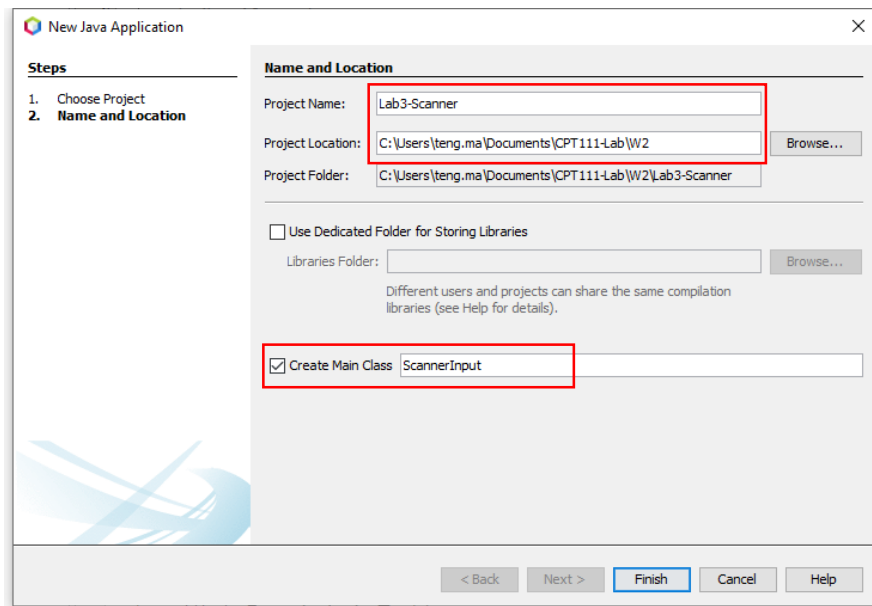 New Java Application
Steps
1. Choose Project
2. Name and Location
Name and Location
Project Name: Lab3-Scanner
Project Location: C:\Users\teng.ma\Documents\CPT111-Lab\W2 Browse...
Project Folder: C:\Users\teng.ma\Documents\CPT111-Lab\W2\Lab3-Scanner
Use Dedicated Folder for Storing Libraries
Libraries Folder: Browse...
Different users and projects can share the same compilation
libraries (see Help for details).
Create Main Class ScannerInput
< Back Next > Finish Cancel Help